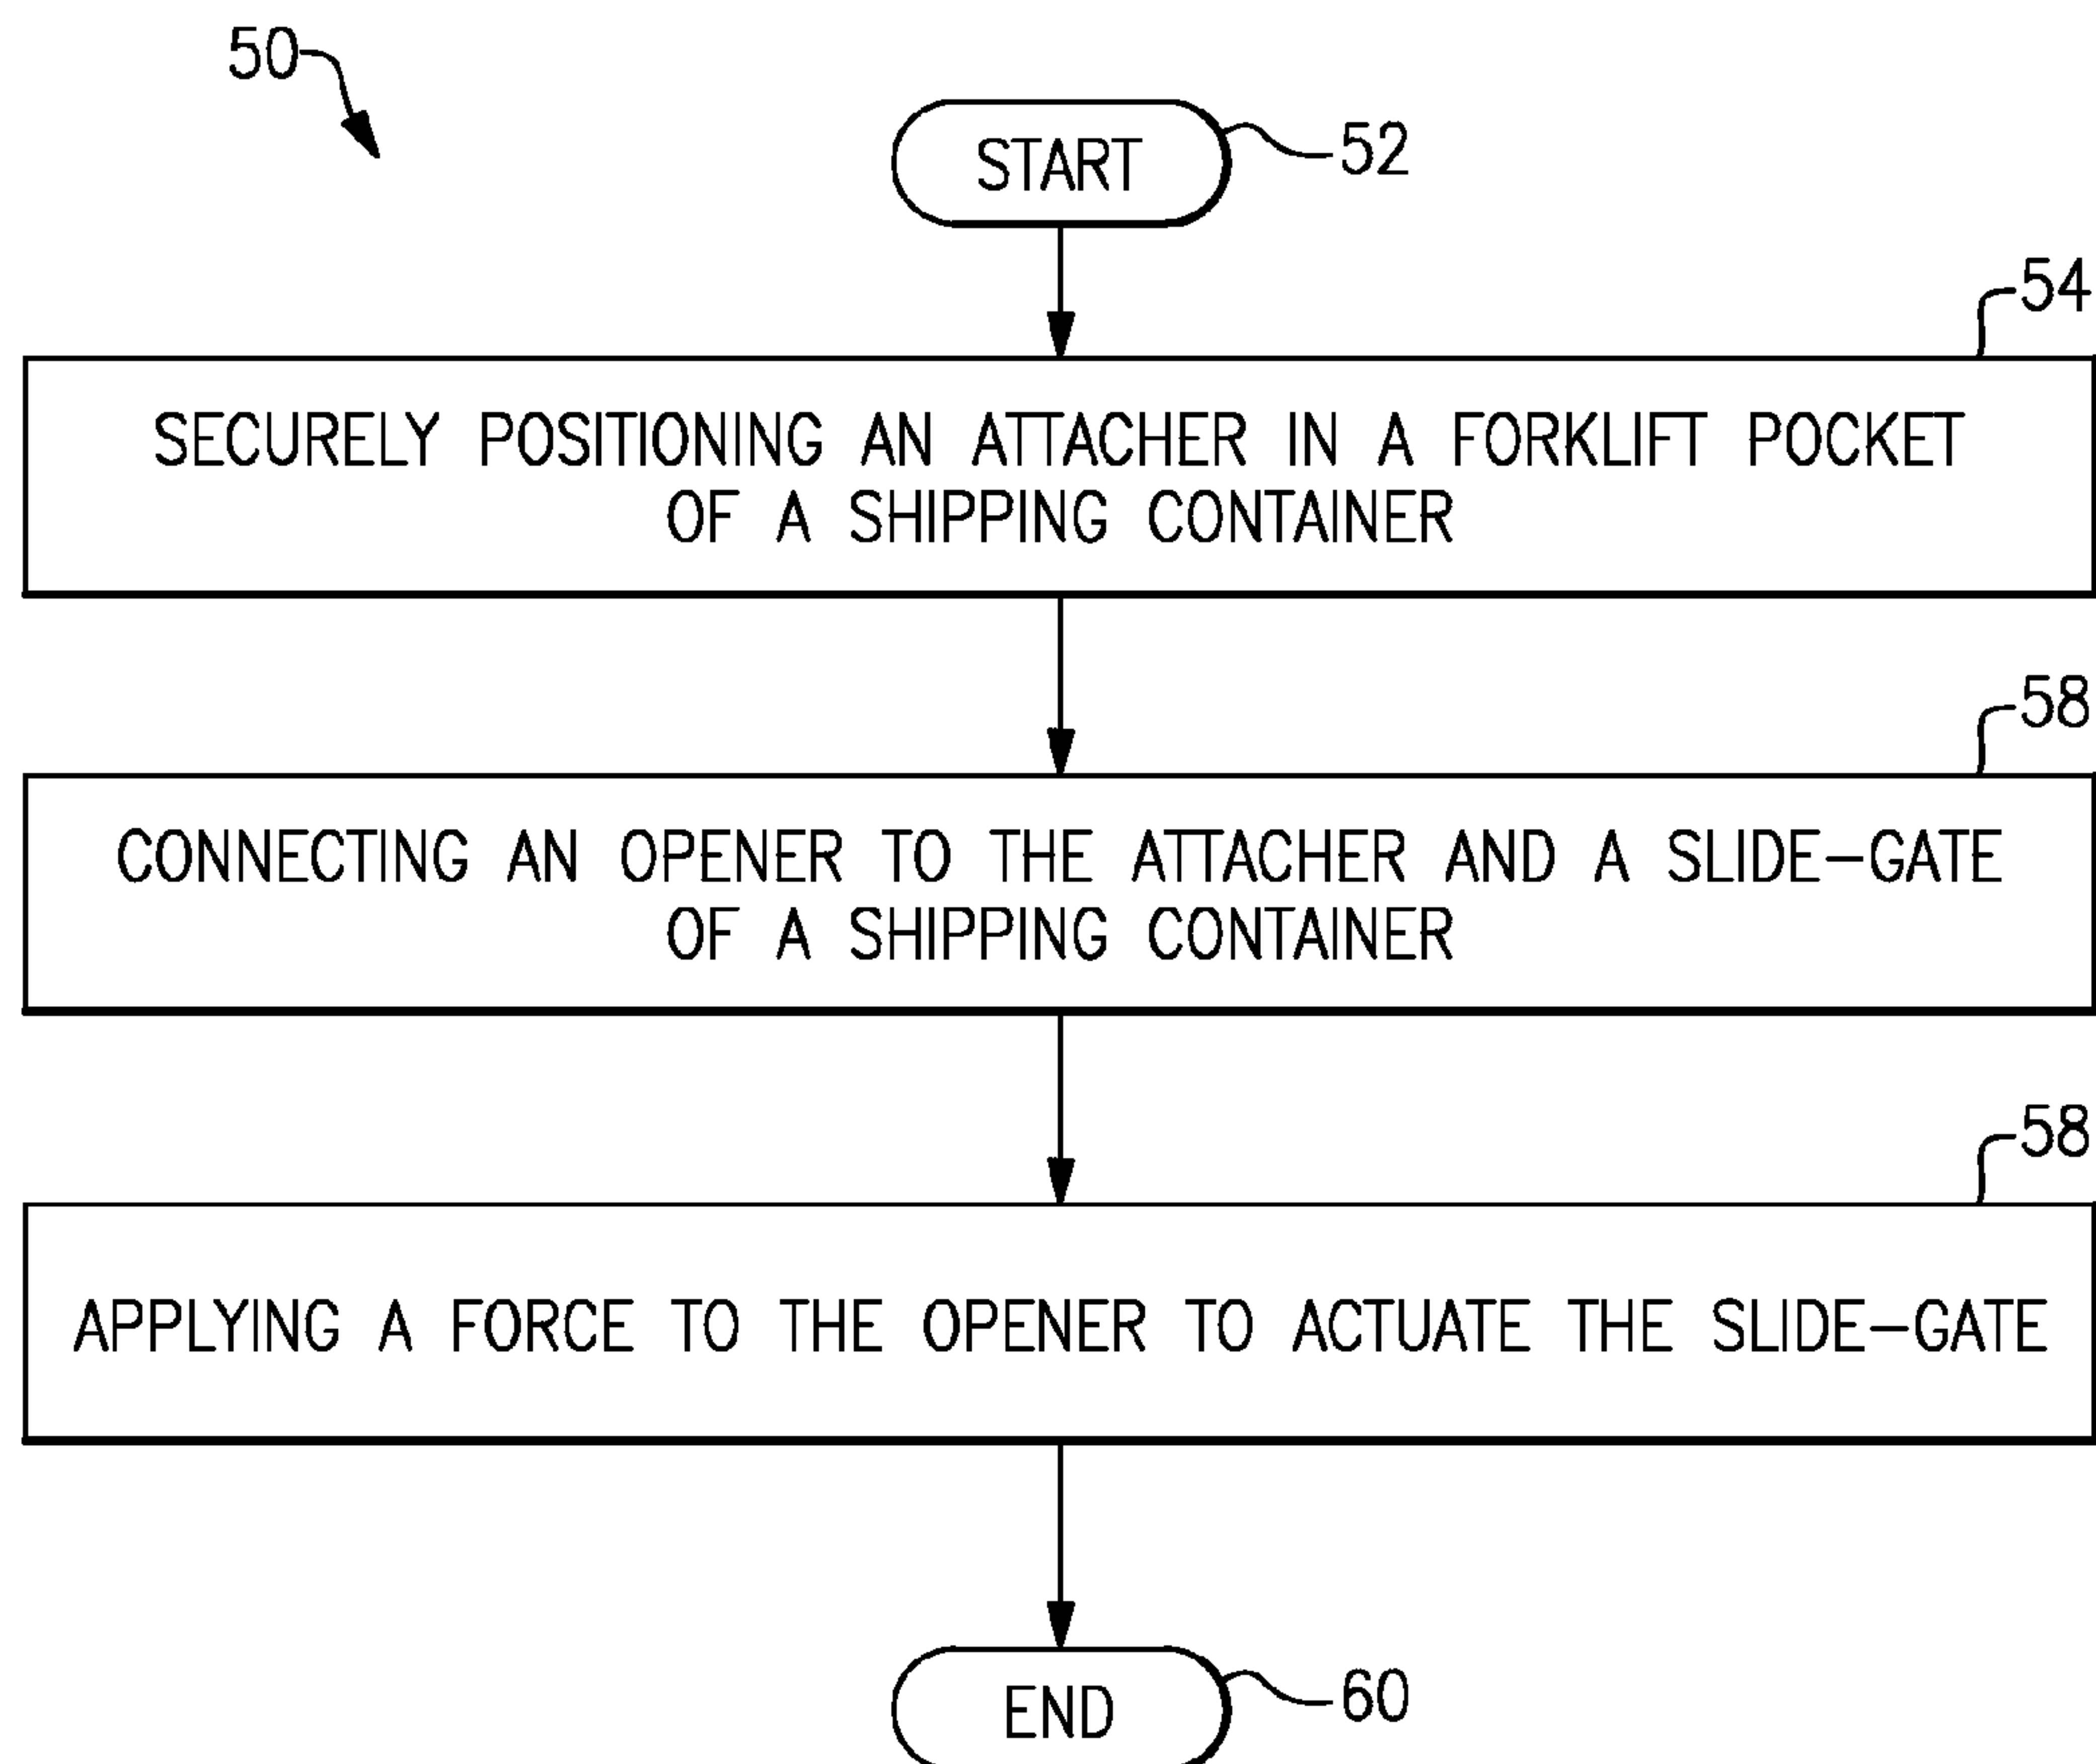 50
START
52
54
SECURELY POSITIONING AN ATTACHER IN A FORKLIFT POCKET
OF A SHIPPING CONTAINER
58
CONNECTING AN OPENER TO THE ATTACHER AND A SLIDE-GATE
OF A SHIPPING CONTAINER
58
APPLYING A FORCE TO THE OPENER TO ACTUATE THE SLIDE-GATE
END
60